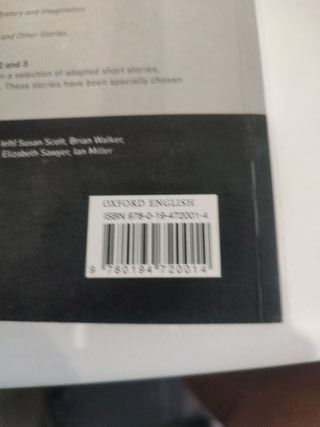 ystery and Imagination
and Other Stories
2 and 3
n a selection of adapted short stories,
. These stories have been specially chosen
left) Susan Scott, Brian Walker,
Elizabeth Sawyer, Ian Miller
OXFORD ENGLISH
ISBN 978-0-19-472001-4
9 780194 720014